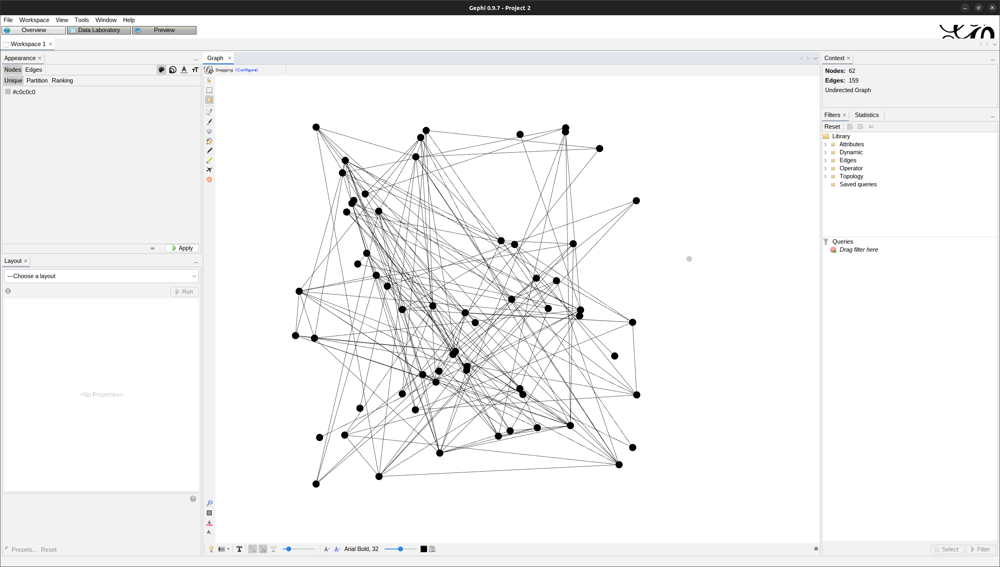 Gephi 0.9.7 - Project 2
File Workspace View Tools Window Help
Overview Data Laboratory Preview
Workspace 1
Appearance
Nodes Edges
Unique Partition Ranking
#c0c0c0
Apply
Layout
---Choose a layout
Run
<No Properties>
Presets... Reset
Graph
Dragging (Configure)
Arial Bold, 32
Context
Nodes: 62
Edges: 159
Undirected Graph
Filters Statistics
Reset
Library
Attributes
Dynamic
Edges
Operator
Topology
Saved queries
Queries
Drag filter here
Select Filter